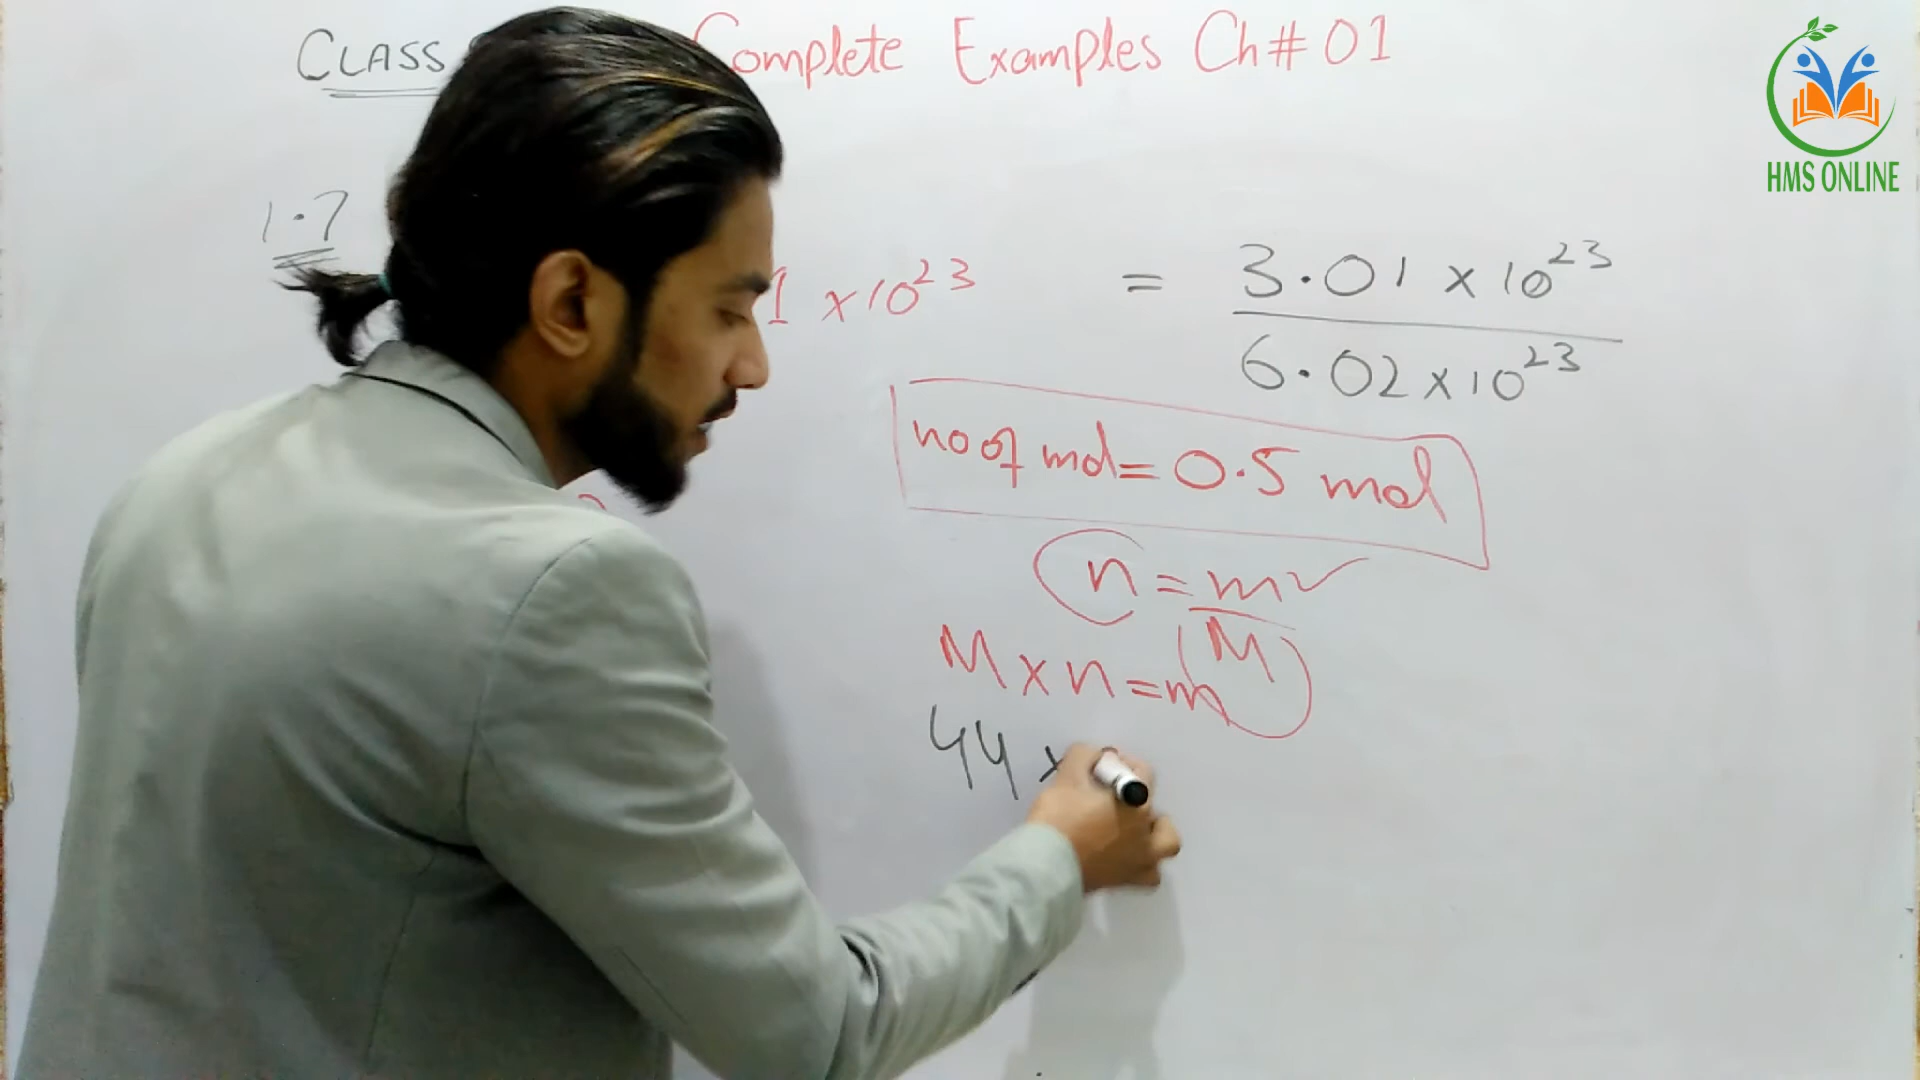 CLASS Complete Examples Ch# 01
HMS ONLINE
1.7
1 x 10²³ = 3.01 x 10²³
6.02 x 10²³
no of mol = 0.5 mol
n = m
M
M x n = m
44 x